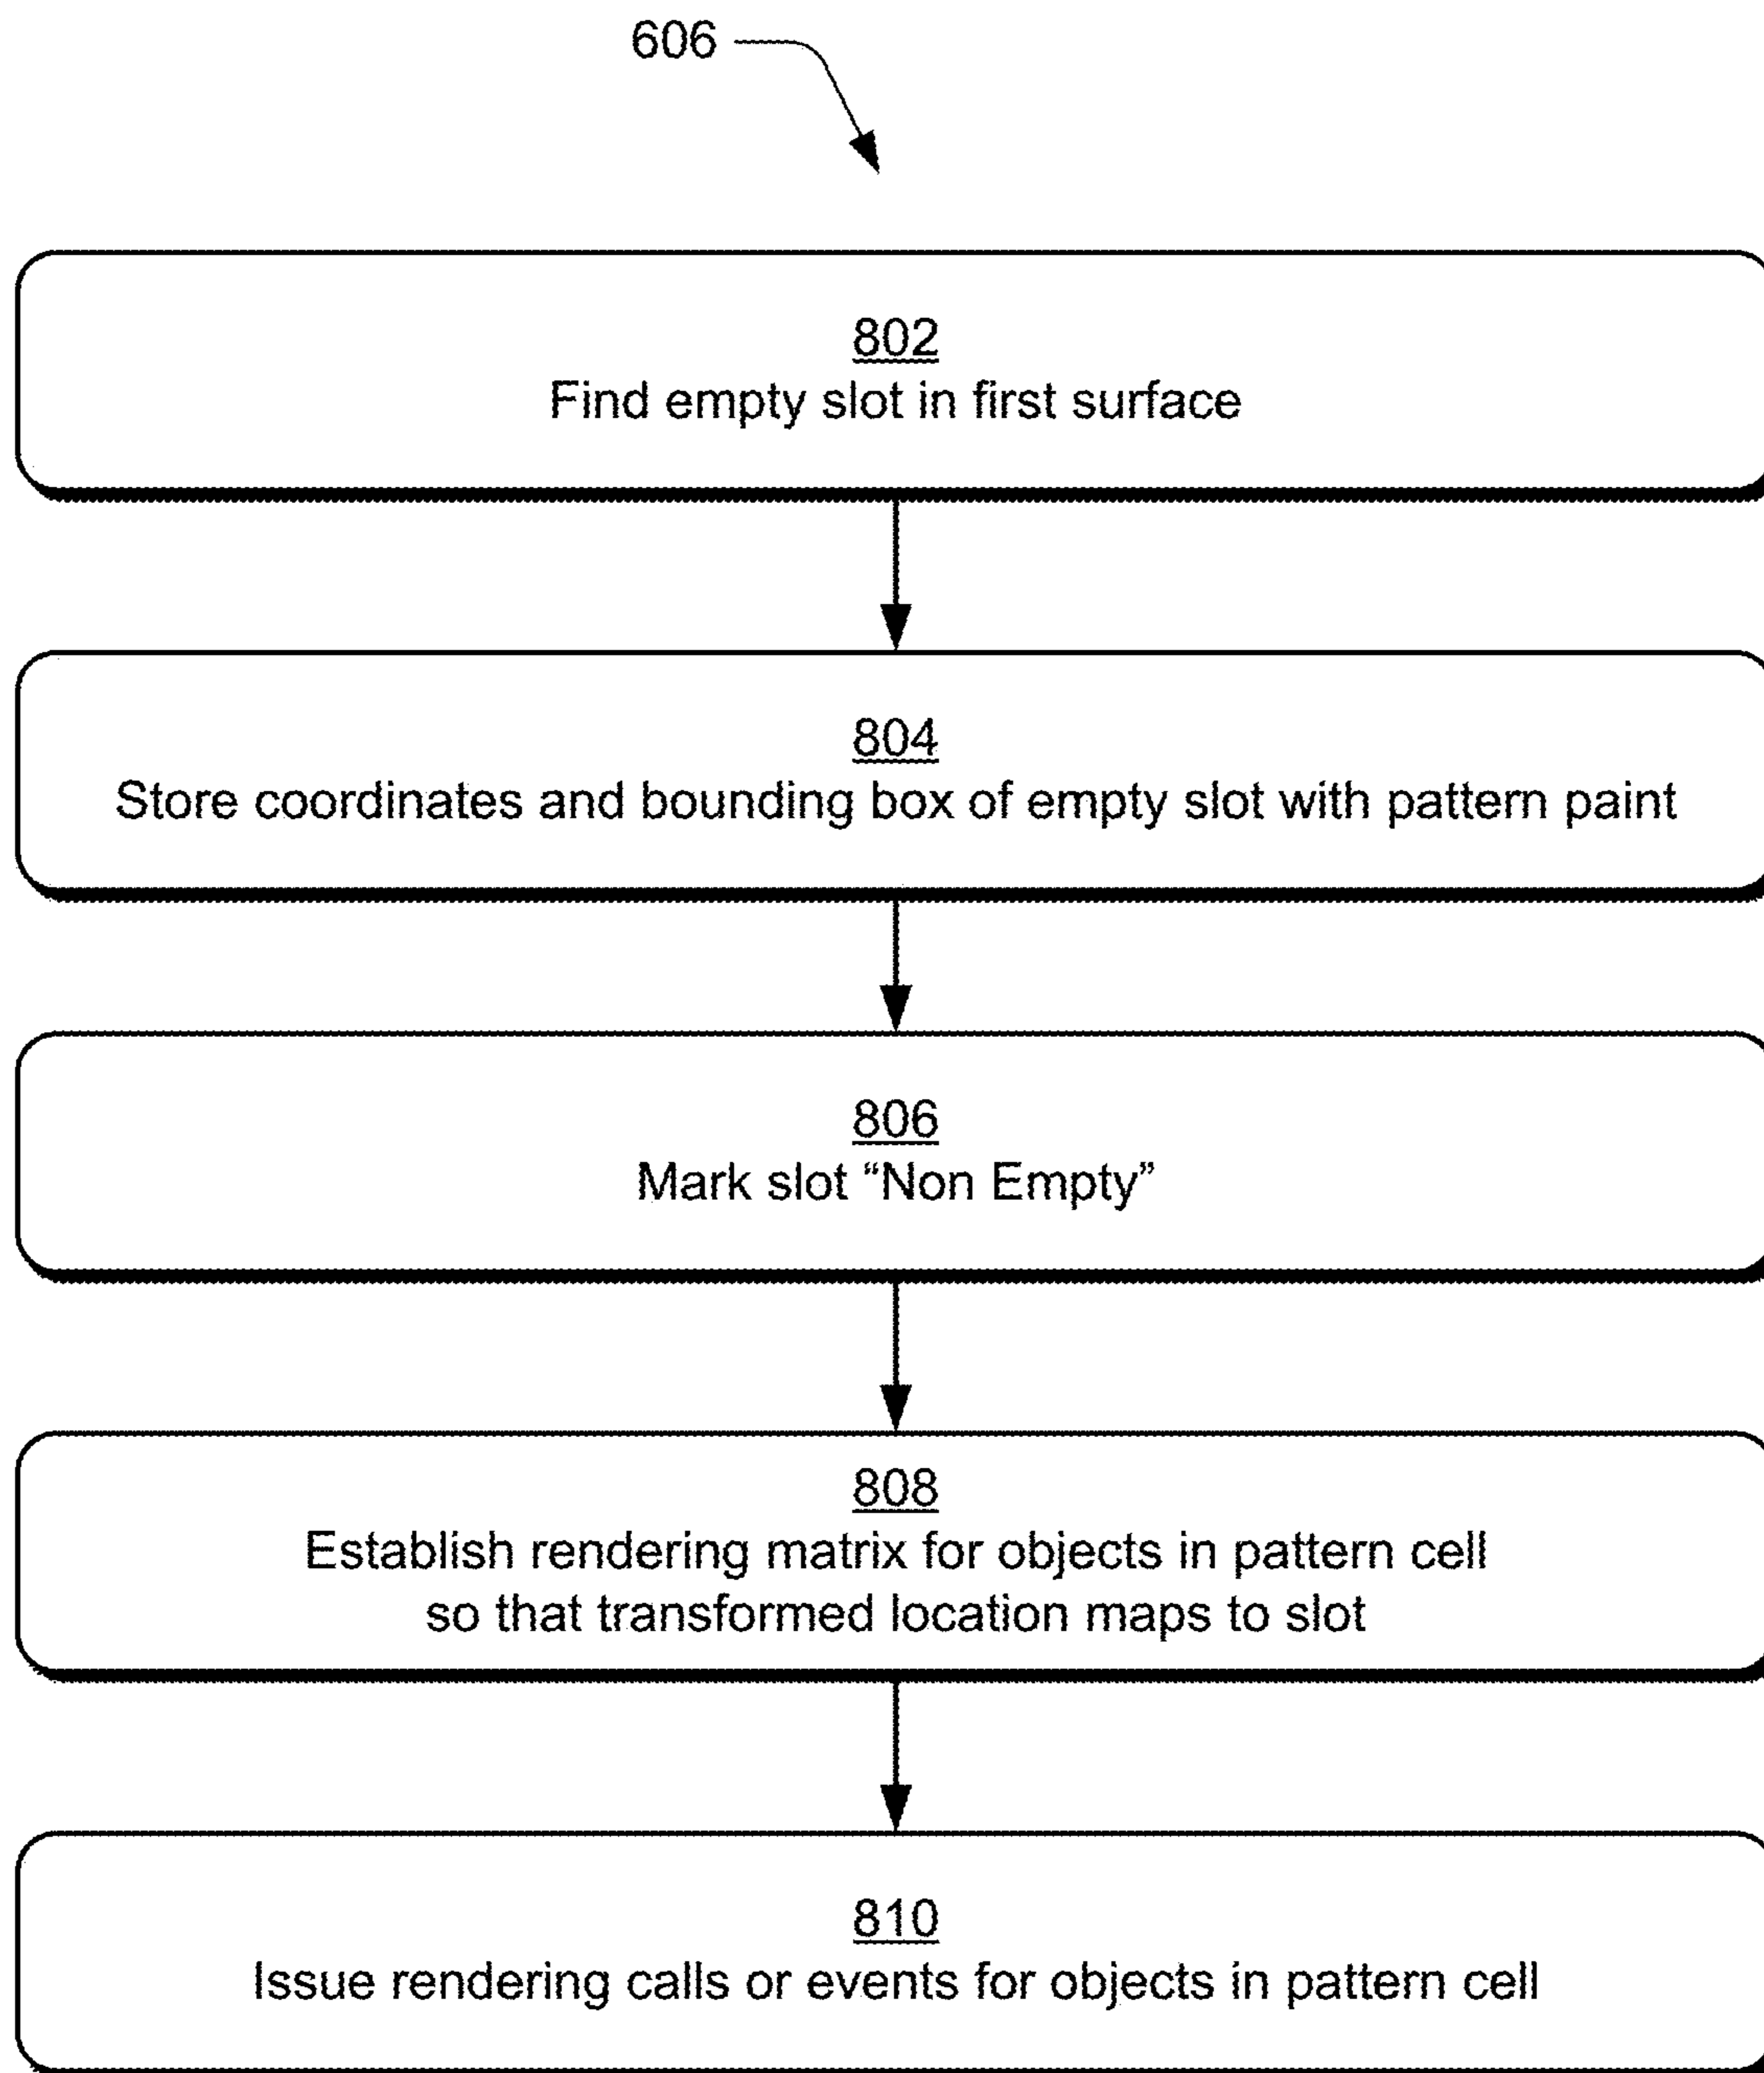 606
802
Find empty slot in first surface
804
Store coordinates and bounding box of empty slot with pattern paint
806
Mark slot “Non Empty”
808
Establish rendering matrix for objects in pattern cell
so that transformed location maps to slot
810
Issue rendering calls or events for objects in pattern cell